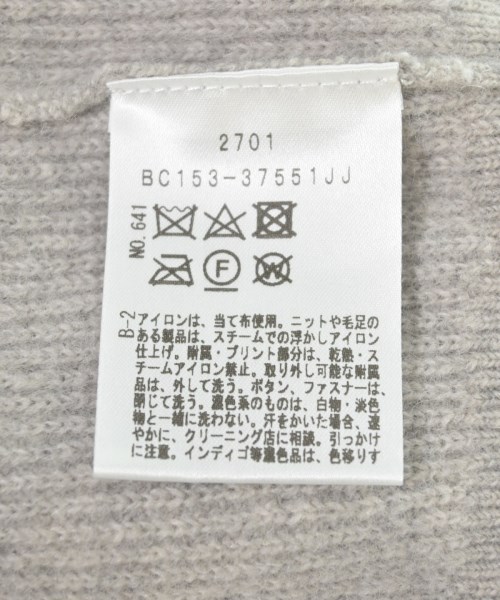 2701
BC153-37551JJ
NO.641
F
W
B-2
アイロンは、当て布使用。ニットや毛足の
ある製品は、スチームでの浮かしアイロン
仕上げ。附属・プリント部分は、乾熱・ス
チームアイロン禁止。取り外し可能な附属
品は、外して洗う。ボタン、ファスナーは、
閉じて洗う。濃色系のものは、白物・淡色
物と一緒に洗わない。汗をかいた場合、速
やかに、クリーニング店に相談。引っかけ
に注意。インディゴ等濃色品は、色移りす